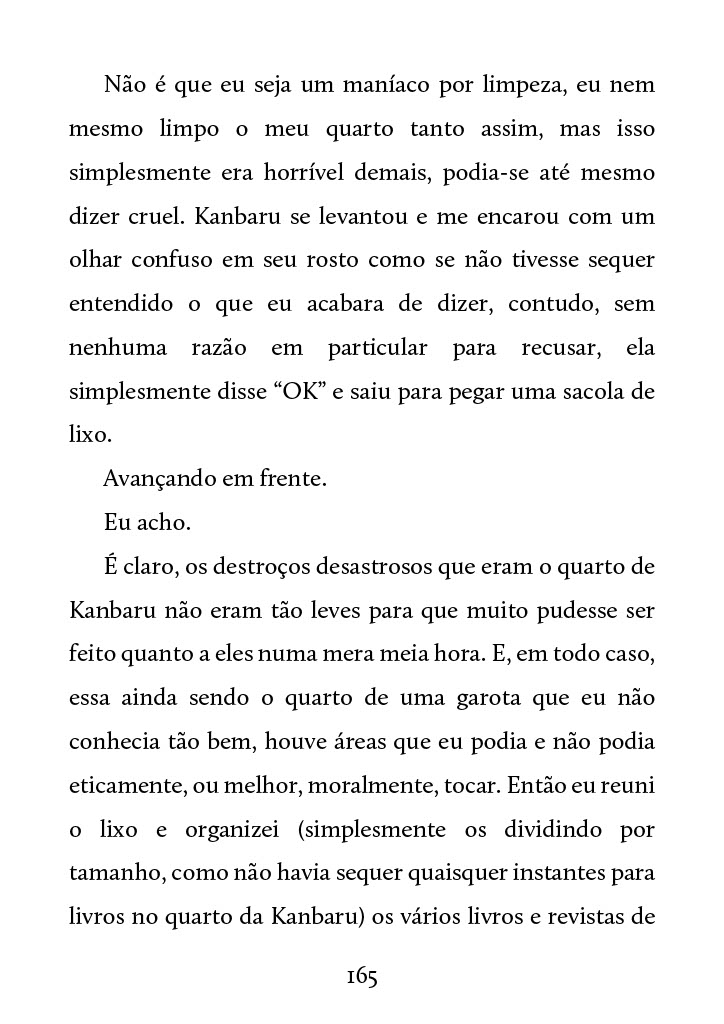 Não é que eu seja um maníaco por limpeza, eu nem
mesmo limpo o meu quarto tanto assim, mas isso
simplesmente era horrível demais, podia-se até mesmo
dizer cruel. Kanbaru se levantou e me encarou com um
olhar confuso em seu rosto como se não tivesse sequer
entendido o que eu acabara de dizer, contudo, sem
nenhuma razão em particular para recusar, ela
simplesmente disse “OK” e saiu para pegar uma sacola de
lixo.
Avançando em frente.
Eu acho.
É claro, os destroços desastrosos que eram o quarto de
Kanbaru não eram tão leves para que muito pudesse ser
feito quanto a eles numa mera meia hora. E, em todo caso,
essa ainda sendo o quarto de uma garota que eu não
conhecia tão bem, houve áreas que eu podia e não podia
eticamente, ou melhor, moralmente, tocar. Então eu reuni
o lixo e organizei (simplesmente os dividindo por
tamanho, como não havia sequer quaisquer instantes para
livros no quarto da Kanbaru) os vários livros e revistas de
165